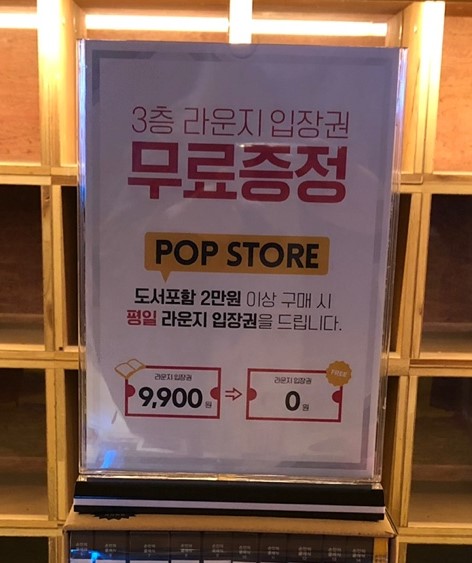 3층 라운지 입장권
무료증정
POP STORE
도서포함 2만원 이상 구매 시
평일 라운지 입장권을 드립니다.
라운지 입장권
9,900원
라운지 입장권
0원
FREE